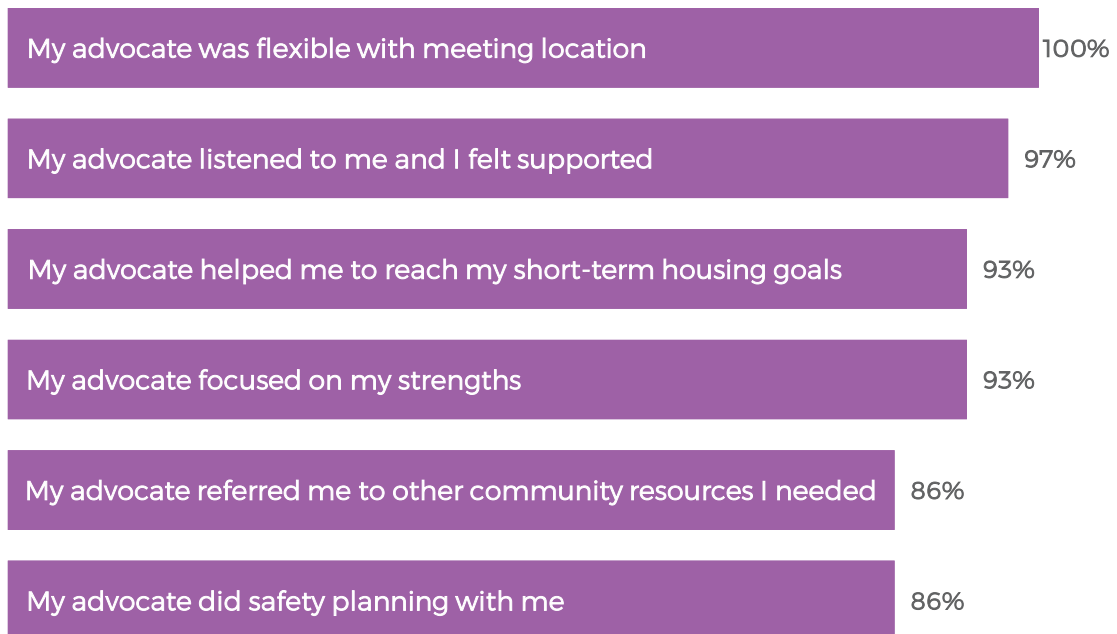 My advocate was flexible with meeting location 100%
My advocate listened to me and I felt supported 97%
My advocate helped me to reach my short-term housing goals 93%
My advocate focused on my strengths 93%
My advocate referred me to other community resources I needed 86%
My advocate did safety planning with me 86%